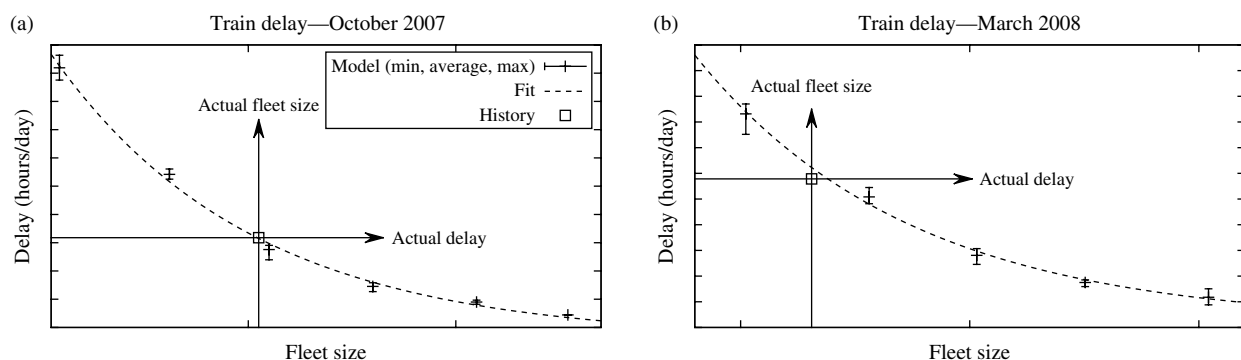 (a)
Train delay—October 2007
Model (min, average, max)
Fit
History
Actual fleet size
Actual delay
Delay (hours/day)
Fleet size
(b)
Train delay—March 2008
Actual fleet size
Actual delay
Delay (hours/day)
Fleet size